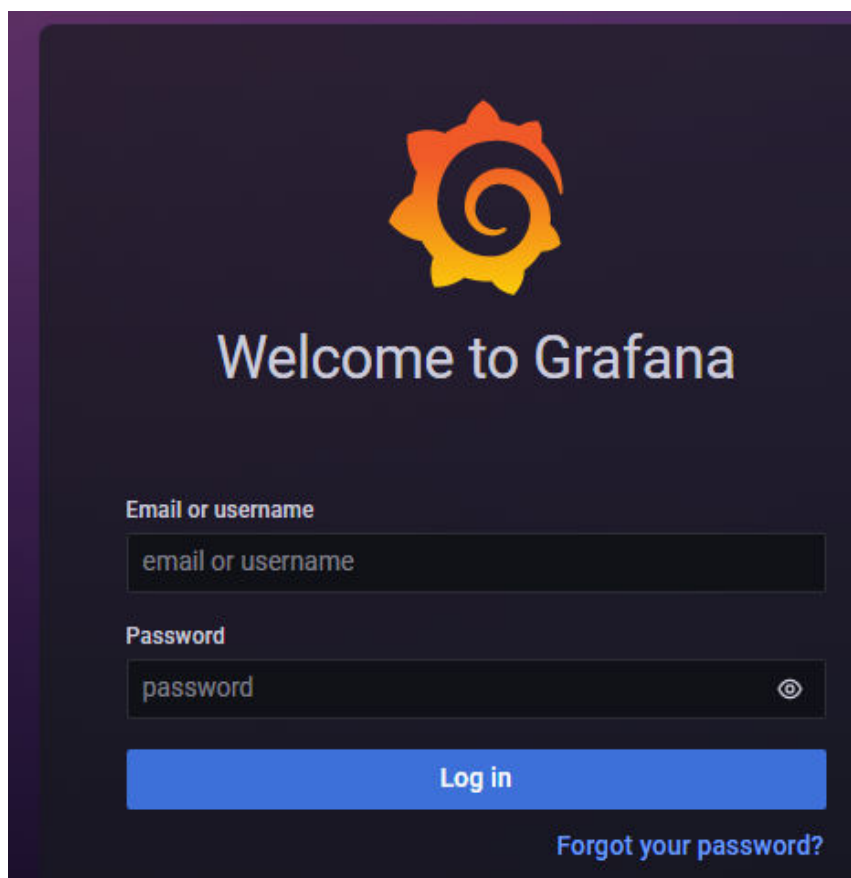 Welcome to Grafana
Email or username
email or username
Password
password
Log in
Forgot your password?